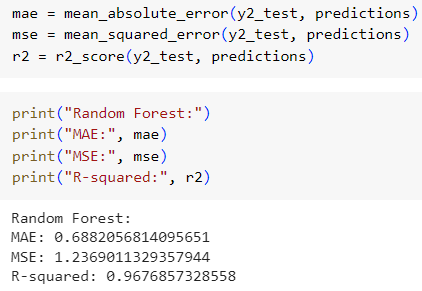 mae = mean_absolute_error(y2_test, predictions)
mse = mean_squared_error(y2_test, predictions)
r2 = r2_score(y2_test, predictions)
print("Random Forest:")
print("MAE:", mae)
print("MSE:", mse)
print("R-squared:", r2)
Random Forest:
MAE: 0.6882056814095651
MSE: 1.2369011329357944
R-squared: 0.9676857328558